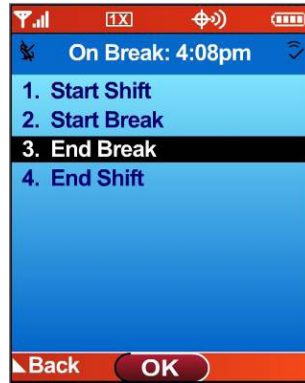 1X
On Break: 4:08pm
1. Start Shift
2. Start Break
3. End Break
4. End Shift
Back OK